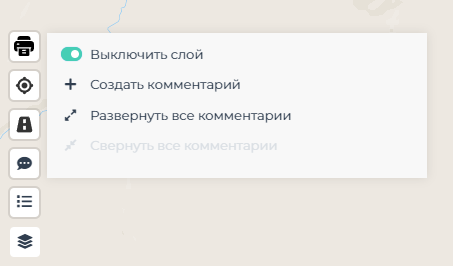 Выключить слой
Создать комментарий
Развернуть все комментарии
Свернуть все комментарии